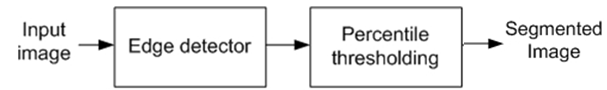 Input
image
Edge detector
Percentile
thresholding
Segmented
Image